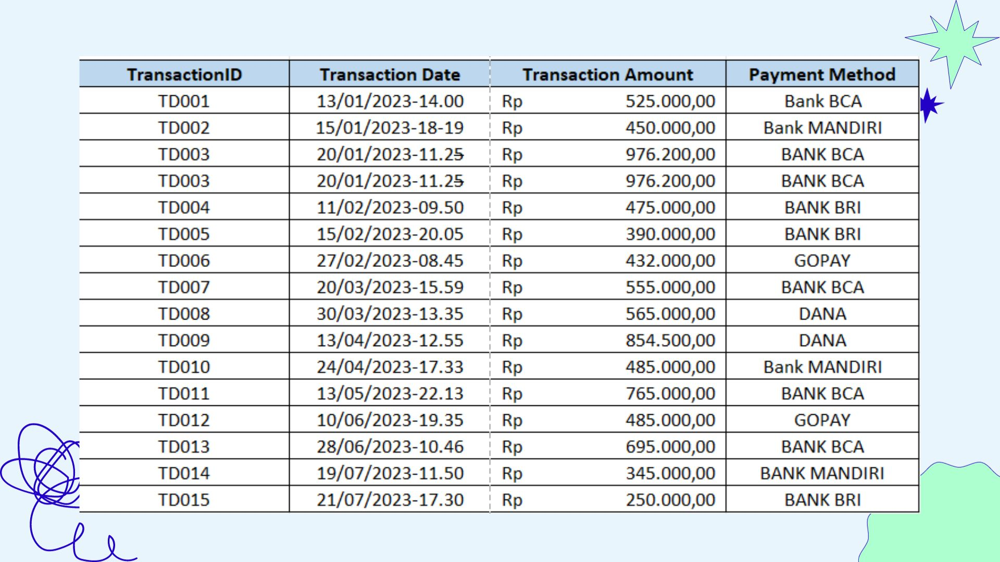 TransactionID Transaction Date Transaction Amount Payment Method
TD001 13/01/2023-14.00 Rp 525.000,00 Bank BCA
TD002 15/01/2023-18-19 Rp 450.000,00 Bank MANDIRI
TD003 20/01/2023-11.25 Rp 976.200,00 BANK BCA
TD003 20/01/2023-11.25 Rp 976.200,00 BANK BCA
TD004 11/02/2023-09.50 Rp 475.000,00 BANK BRI
TD005 15/02/2023-20.05 Rp 390.000,00 BANK BRI
TD006 27/02/2023-08.45 Rp 432.000,00 GOPAY
TD007 20/03/2023-15.59 Rp 555.000,00 BANK BCA
TD008 30/03/2023-13.35 Rp 565.000,00 DANA
TD009 13/04/2023-12.55 Rp 854.500,00 DANA
TD010 24/04/2023-17.33 Rp 485.000,00 Bank MANDIRI
TD011 13/05/2023-22.13 Rp 765.000,00 BANK BCA
TD012 10/06/2023-19.35 Rp 485.000,00 GOPAY
TD013 28/06/2023-10.46 Rp 695.000,00 BANK BCA
TD014 19/07/2023-11.50 Rp 345.000,00 BANK MANDIRI
TD015 21/07/2023-17.30 Rp 250.000,00 BANK BRI